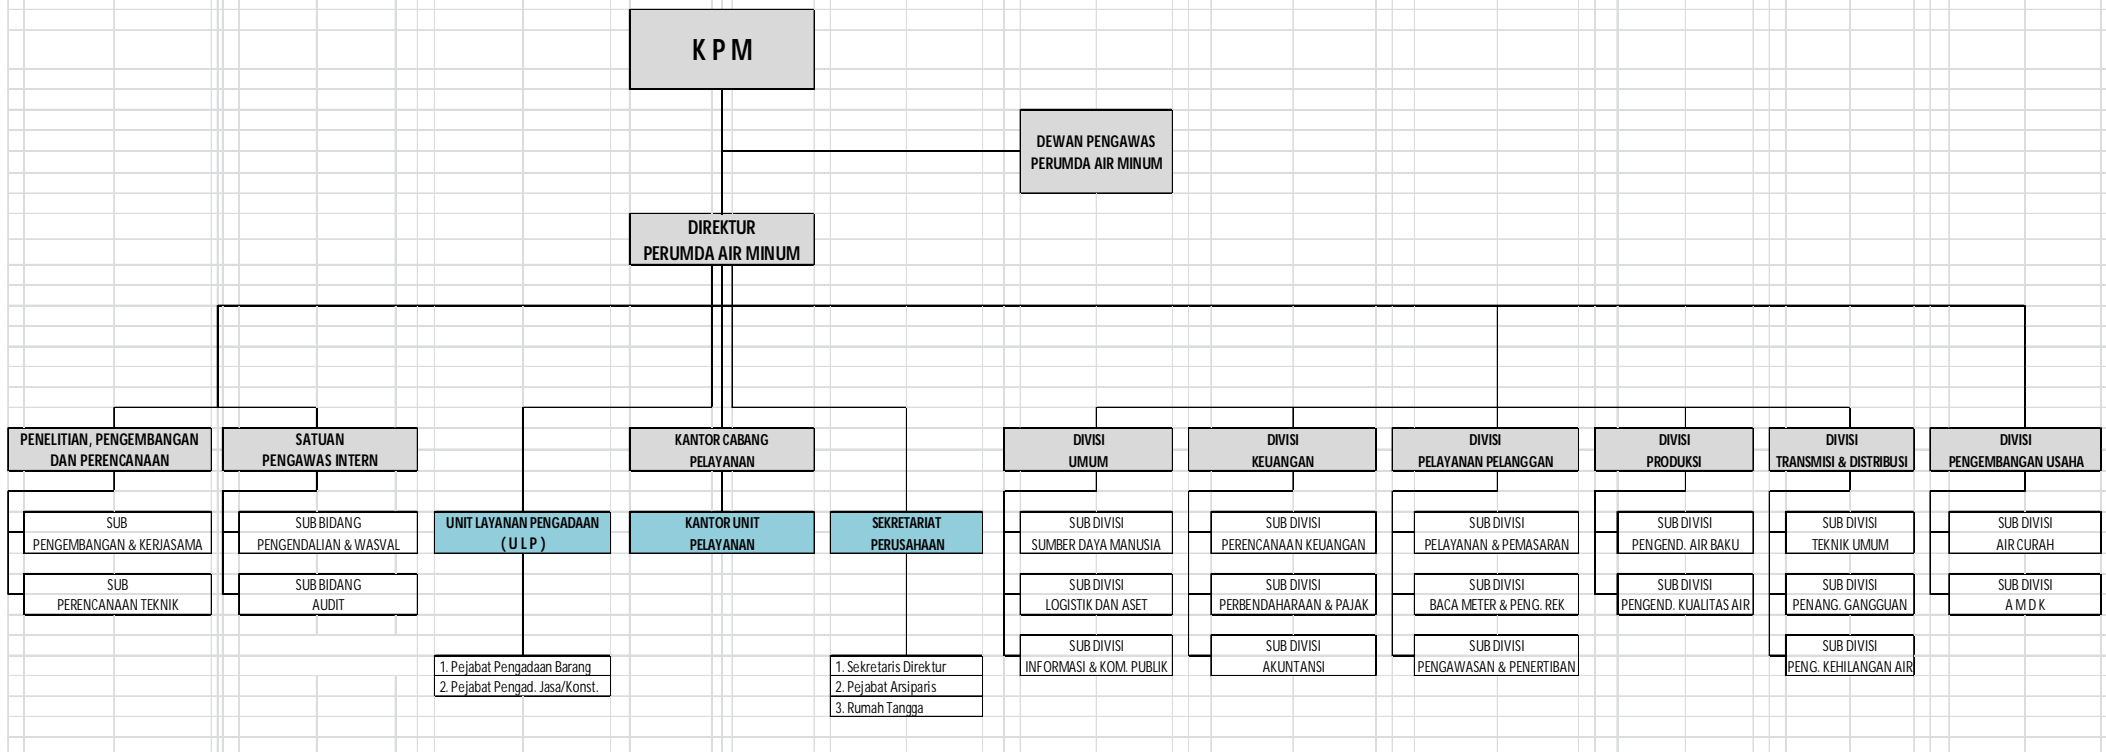 K P M
DEWAN PENGAWAS
PERUMDA AIR MINUM
DIREKTUR
PERUMDA AIR MINUM
PENELITIAN, PENGEMBANGAN
DAN PERENCANAAN
SATUAN
PENGAWAS INTERN
KANTOR CABANG
PELAYANAN
DIVISI
UMUM
DIVISI
KEUANGAN
DIVISI
PELAYANAN PELANGGAN
DIVISI
PRODUKSI
DIVISI
TRANSMISI & DISTRIBUSI
DIVISI
PENGEMBANGAN USAHA
SUB
PENGEMBANGAN & KERJASAMA
SUB BIDANG
PENGENDALIAN & WASVAL
UNIT LAYANAN PENGADAAN
( U L P )
KANTOR UNIT
PELAYANAN
SEKRETARIAT
PERUSAHAAN
SUB DIVISI
SUMBER DAYA MANUSIA
SUB DIVISI
PERENCANAAN KEUANGAN
SUB DIVISI
PELAYANAN & PEMASARAN
SUB DIVISI
PENGEND. AIR BAKU
SUB DIVISI
TEKNIK UMUM
SUB DIVISI
AIR CURAH
SUB
PERENCANAAN TEKNIK
SUB BIDANG
AUDIT
SUB DIVISI
LOGISTIK DAN ASET
SUB DIVISI
PERBENDAHARAAN & PAJAK
SUB DIVISI
BACA METER & PENG. REK
SUB DIVISI
PENGEND. KUALITAS AIR
SUB DIVISI
PENANG. GANGGUAN
SUB DIVISI
A M D K
SUB DIVISI
INFORMASI & KOM. PUBLIK
SUB DIVISI
AKUNTANSI
SUB DIVISI
PENGAWASAN & PENERTIBAN
SUB DIVISI
PENG. KEHILANGAN AIR
1. Pejabat Pengadaan Barang
2. Pejabat Pengad. Jasa/Konst.
1. Sekretaris Direktur
2. Pejabat Arsiparis
3. Rumah Tangga